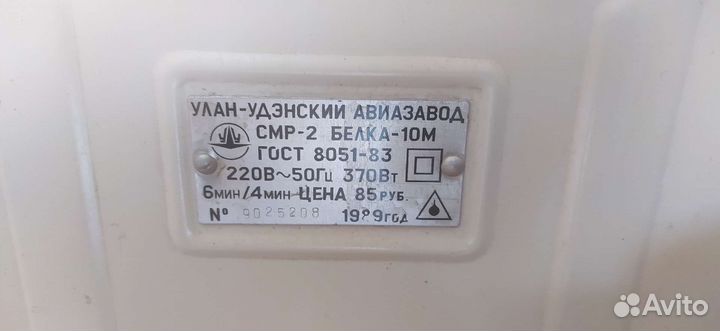 УЛАН-УДЭНСКИЙ АВИАЗАВОД
СМР-2 БЕЛКА-10М
ГОСТ 8051-83
220В~50Гц 370Вт
6мин/4мин ЦЕНА 85РУБ.
№ 9025208 1989год
Avito